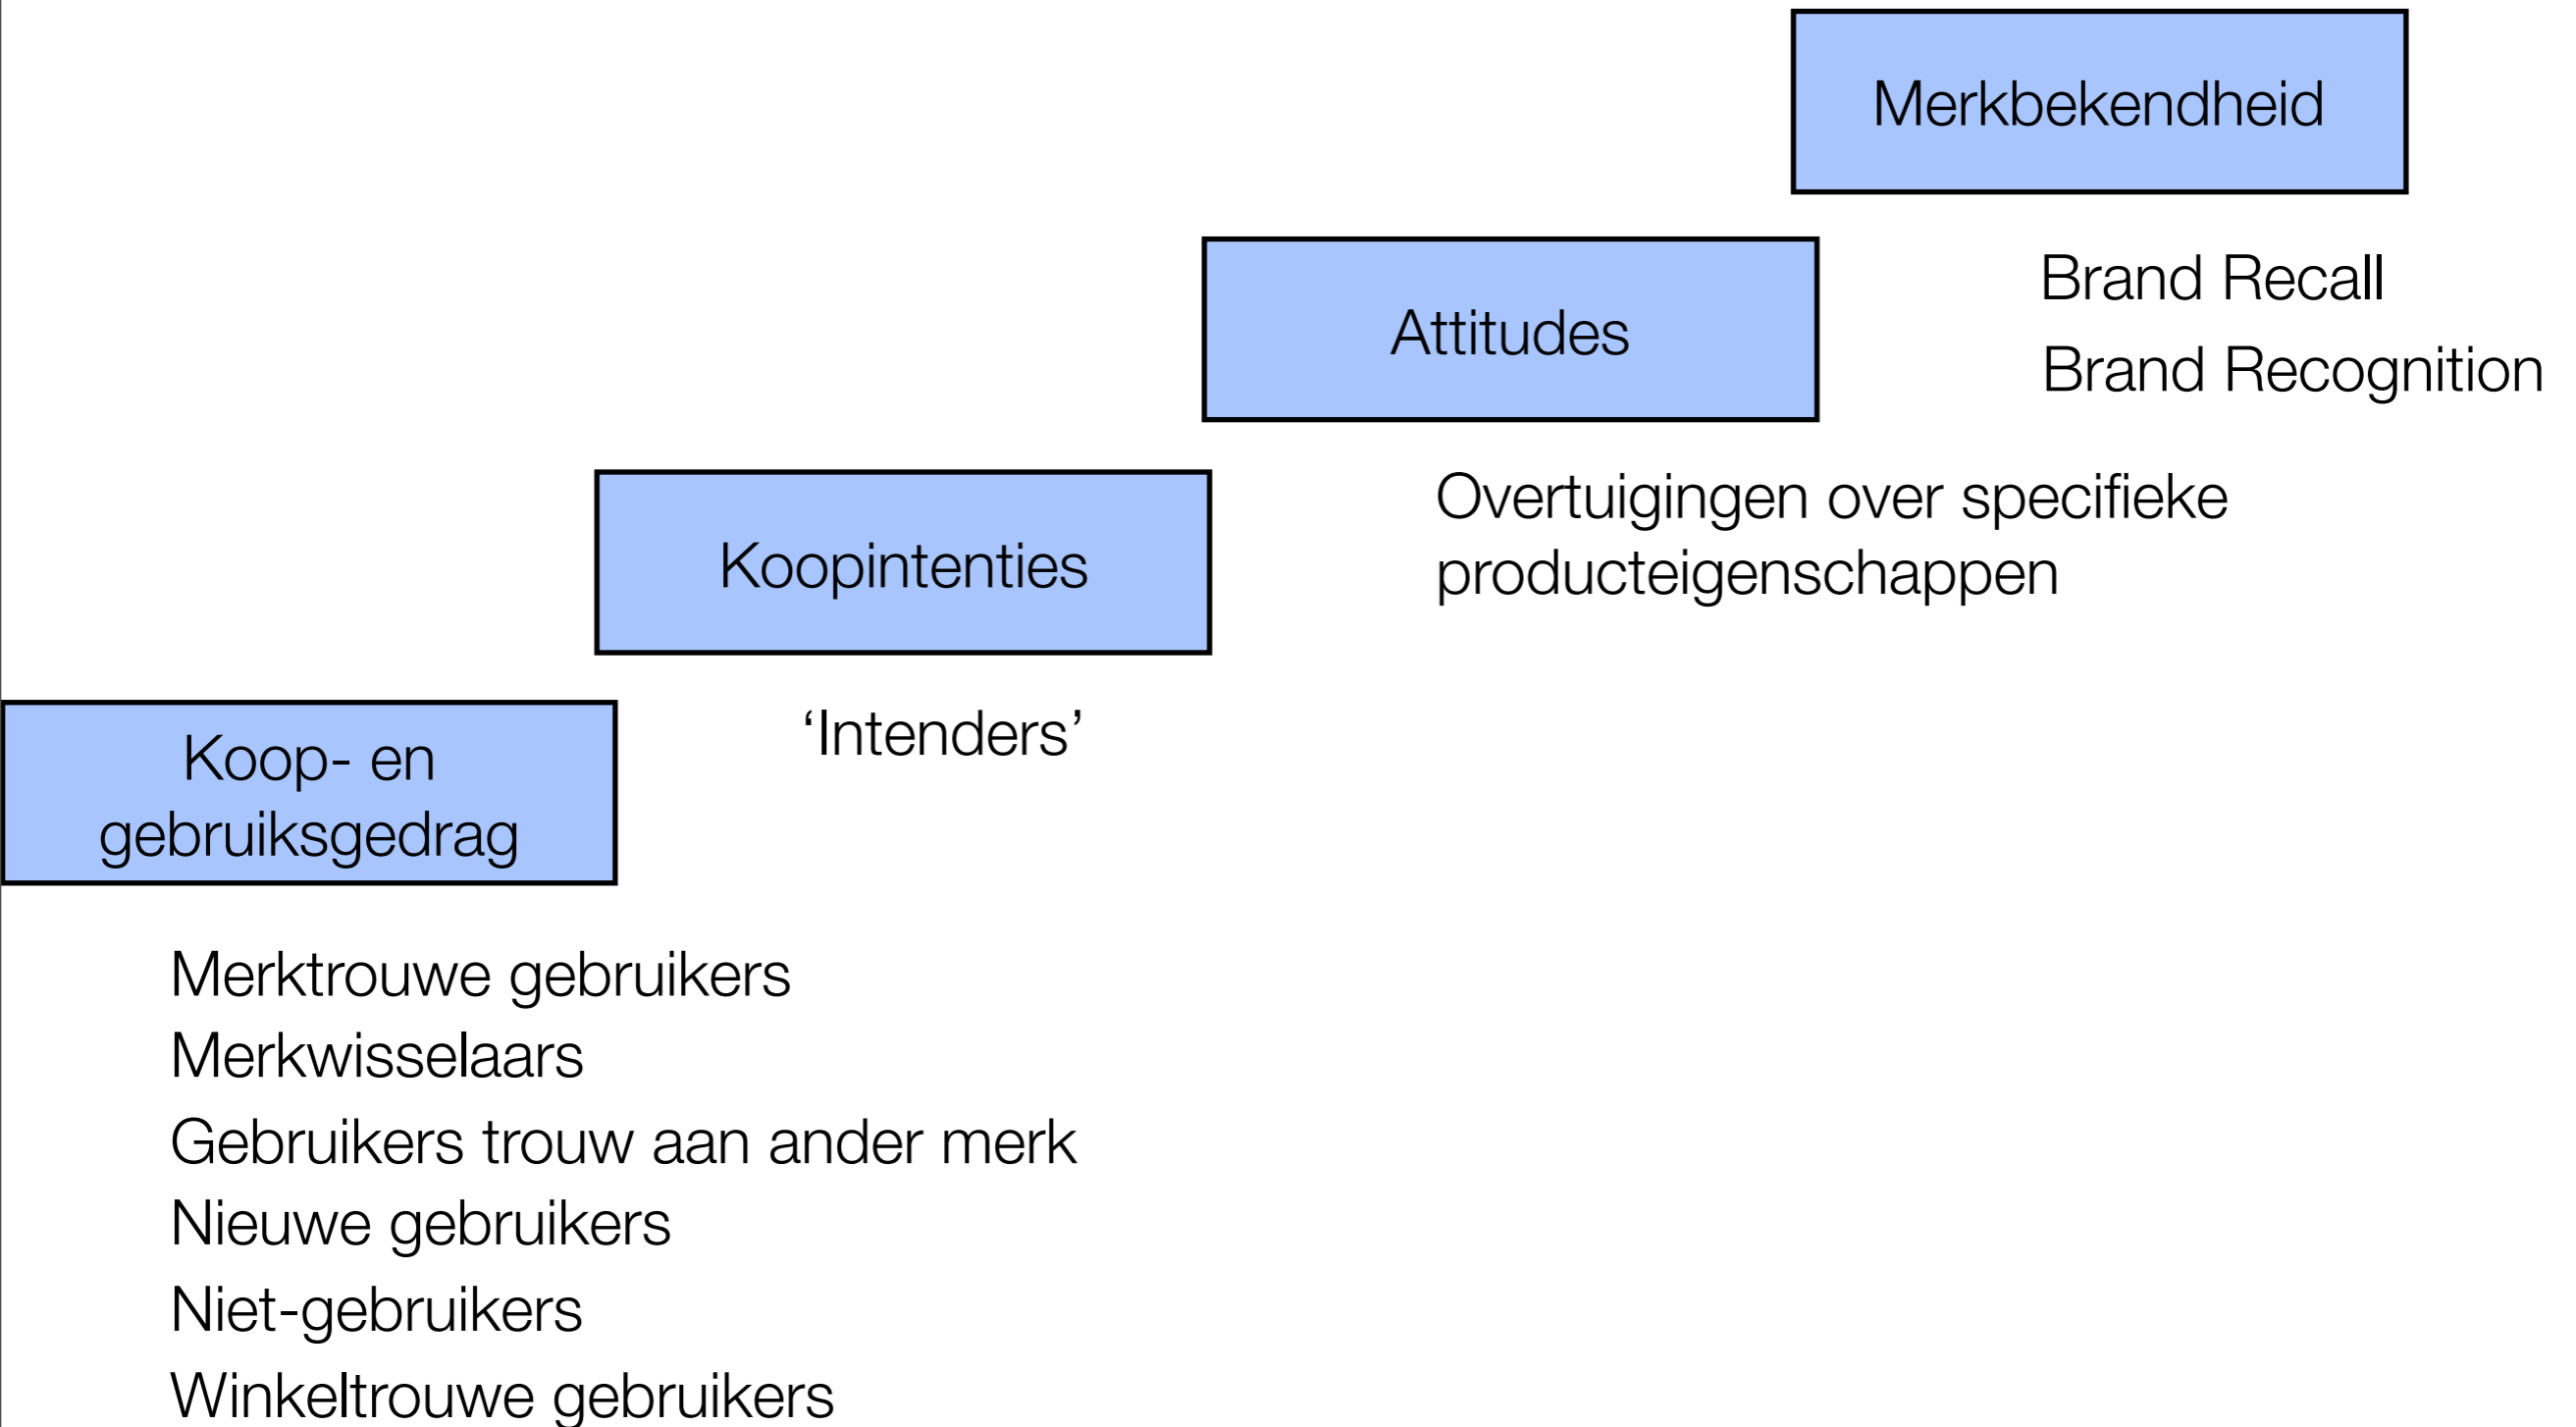 Merkbekendheid
Brand Recall
Brand Recognition
Attitudes
Overtuigingen over specifieke
producteigenschappen
Koopintenties
‘Intenders’
Koop- en
gebruiksgedrag
Merktrouwe gebruikers
Merkwisselaars
Gebruikers trouw aan ander merk
Nieuwe gebruikers
Niet-gebruikers
Winkeltrouwe gebruikers